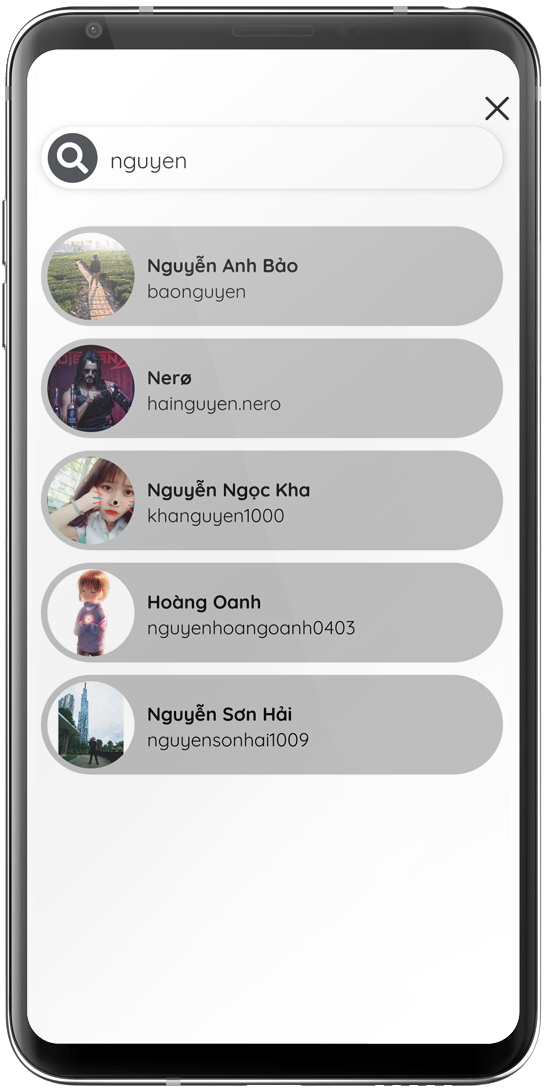 nguyen
Nguyễn Anh Bảo
baonguyen
Nerø
hainguyen.nero
Nguyễn Ngọc Kha
khanguyen1000
Hoàng Oanh
nguyenhoangoanh0403
Nguyễn Sơn Hải
nguyensonhai1009